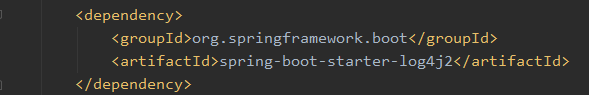 <dependency>
<groupId>org.springframework.boot</groupId>
<artifactId>spring-boot-starter-log4j2</artifactId>
</dependency>